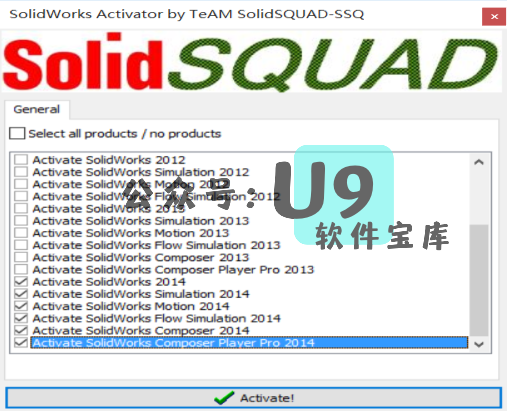 SolidWorks Activator by TeAM SolidSQUAD-SSQ
SolidSQUAD
General
Select all products / no products
Activate SolidWorks 2012
Activate SolidWorks Simulation 2012
Activate SolidWorks Motion 2012
Activate SolidWorks Flow Simulation 2012
Activate SolidWorks 2013
Activate SolidWorks Simulation 2013
Activate SolidWorks Motion 2013
Activate SolidWorks Flow Simulation 2013
Activate SolidWorks Composer 2013
Activate SolidWorks Composer Player Pro 2013
Activate SolidWorks 2014
Activate SolidWorks Simulation 2014
Activate SolidWorks Motion 2014
Activate SolidWorks Flow Simulation 2014
Activate SolidWorks Composer 2014
Activate SolidWorks Composer Player Pro 2014
公众号:U9
软件宝库
Activate!